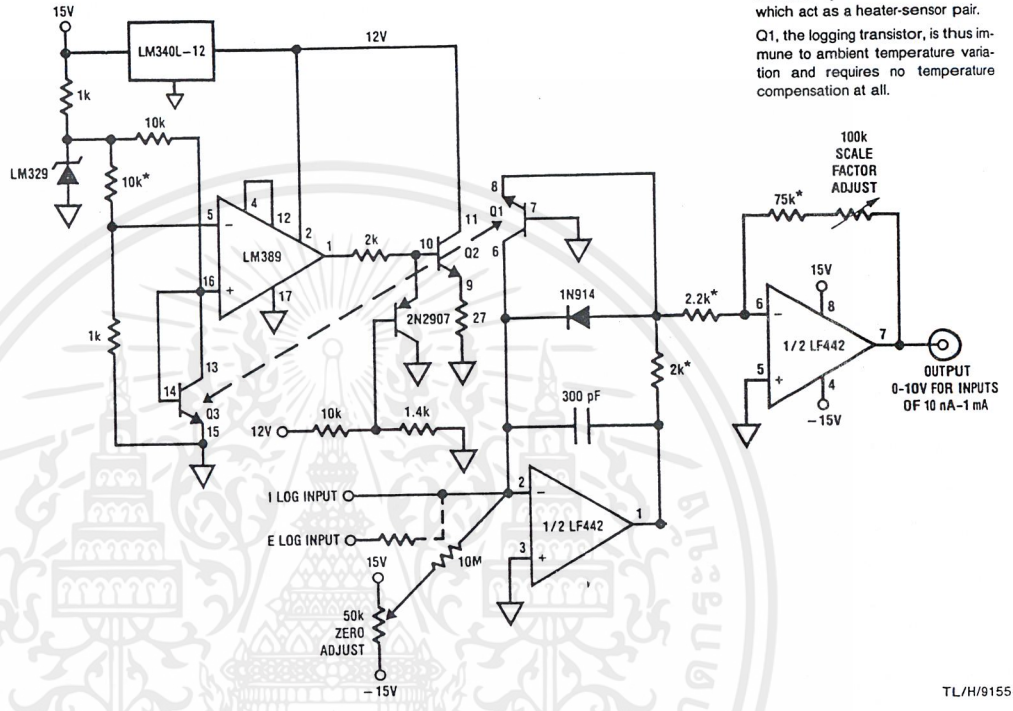 which act as a heater-sensor pair.
Q1, the logging transistor, is thus im-
mune to ambient temperature varia-
tion and requires no temperature
compensation at all.
15V
LM340L-12
12V
1k
10k
LM329
10k*
5
4
12
2
LM389
1
2k
10
11
Q2
9
27
16
17
2N2907
1k
13
14
Q3
15
12V
10k
1.4k
8
Q1
7
6
1N914
2.2k*
2k*
300 pF
100k
SCALE
FACTOR
ADJUST
75k*
15V
6
8
1/2 LF442
7
5
4
-15V
OUTPUT
0-10V FOR INPUTS
OF 10 nA-1 mA
I LOG INPUT
E LOG INPUT
10M
2
1/2 LF442
1
3
15V
50k
ZERO
ADJUST
-15V
TL/H/9155
−
+
−
+
−
+